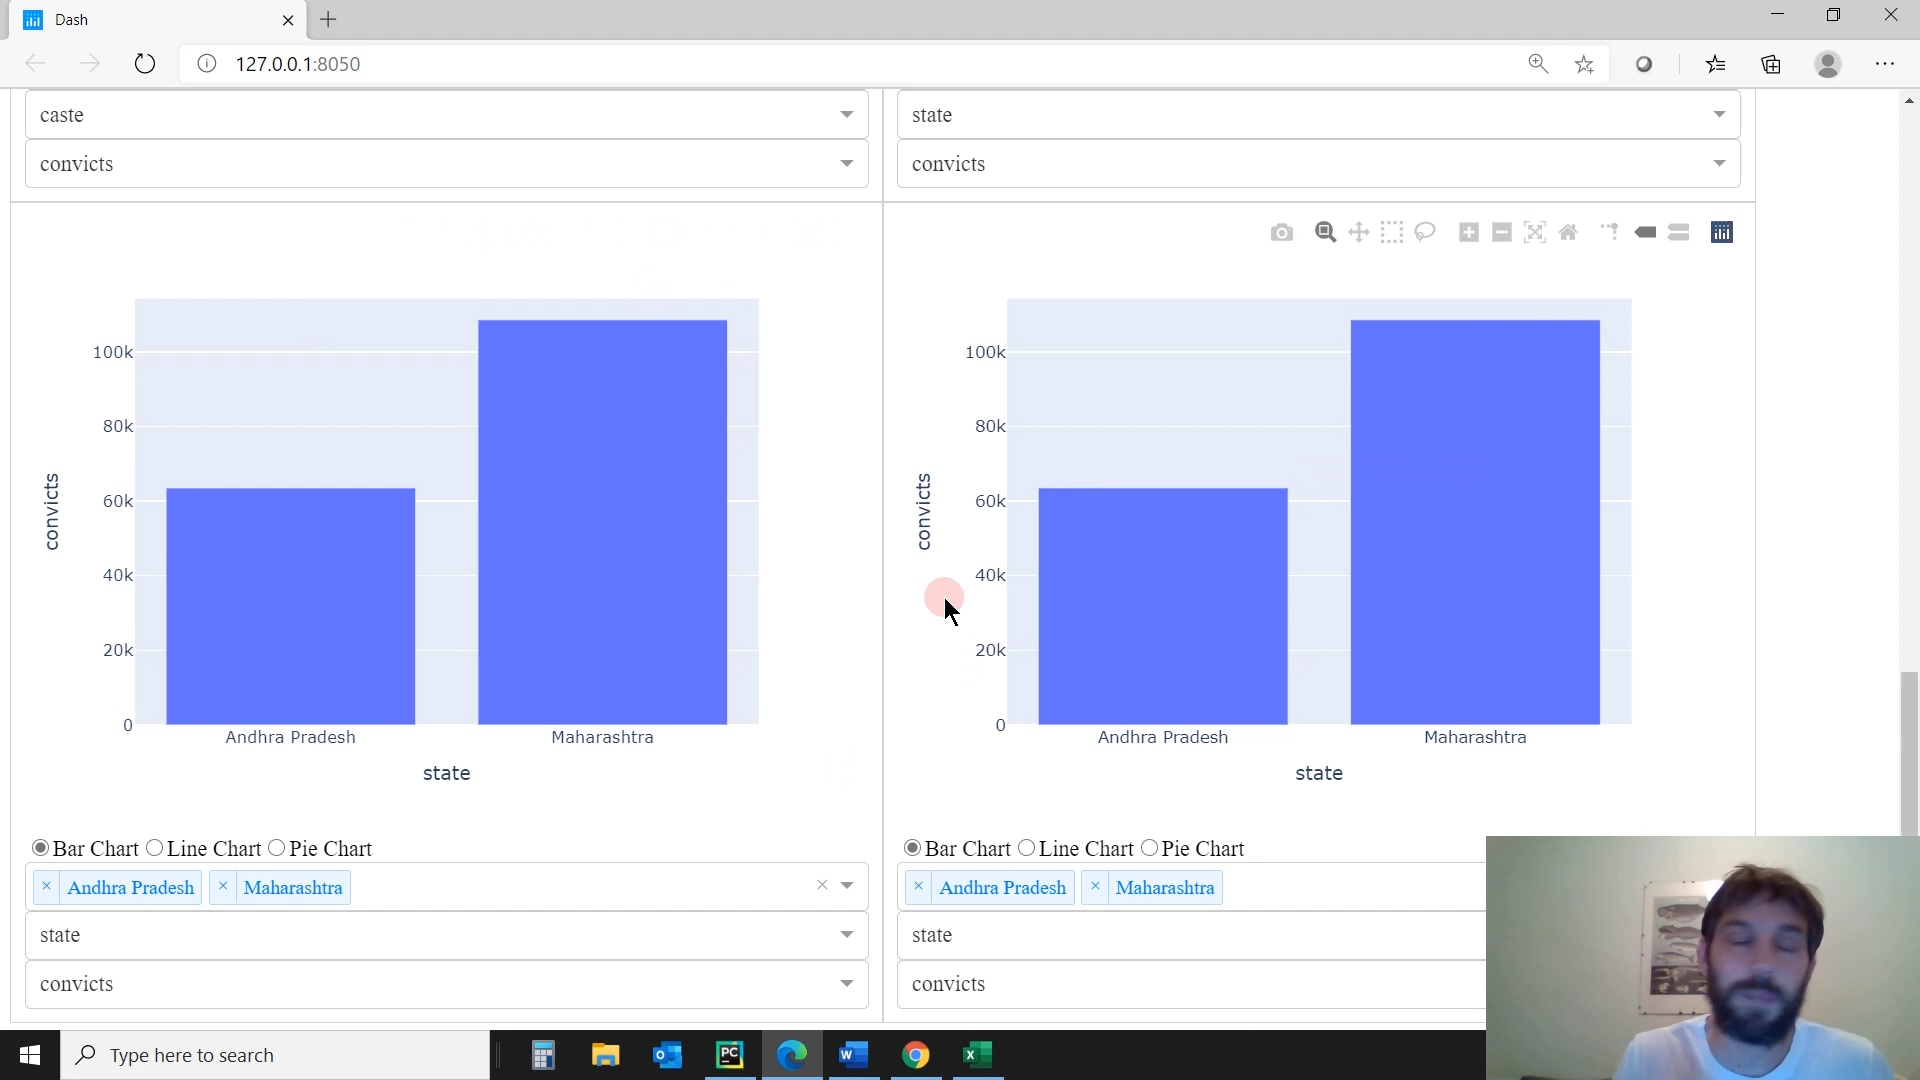 Dash
127.0.0.1:8050
caste
state
convicts
convicts
100k
80k
60k
40k
20k
0
convicts
Andhra Pradesh
Maharashtra
state
100k
80k
60k
40k
20k
0
convicts
Andhra Pradesh
Maharashtra
state
Bar Chart Line Chart Pie Chart
× Andhra Pradesh × Maharashtra ×
state
convicts
Bar Chart Line Chart Pie Chart
× Andhra Pradesh × Maharashtra
state
convicts
PC
W
X
Type here to search